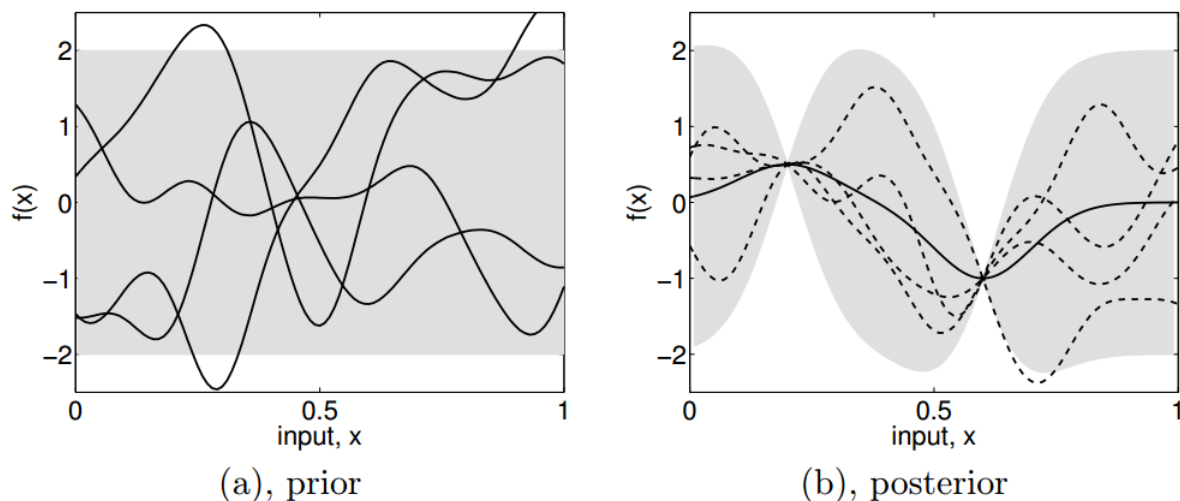 2
1
0
−1
−2
f(x)
0
0.5
1
input, x
(a), prior
2
1
0
−1
−2
f(x)
0
0.5
1
input, x
(b), posterior